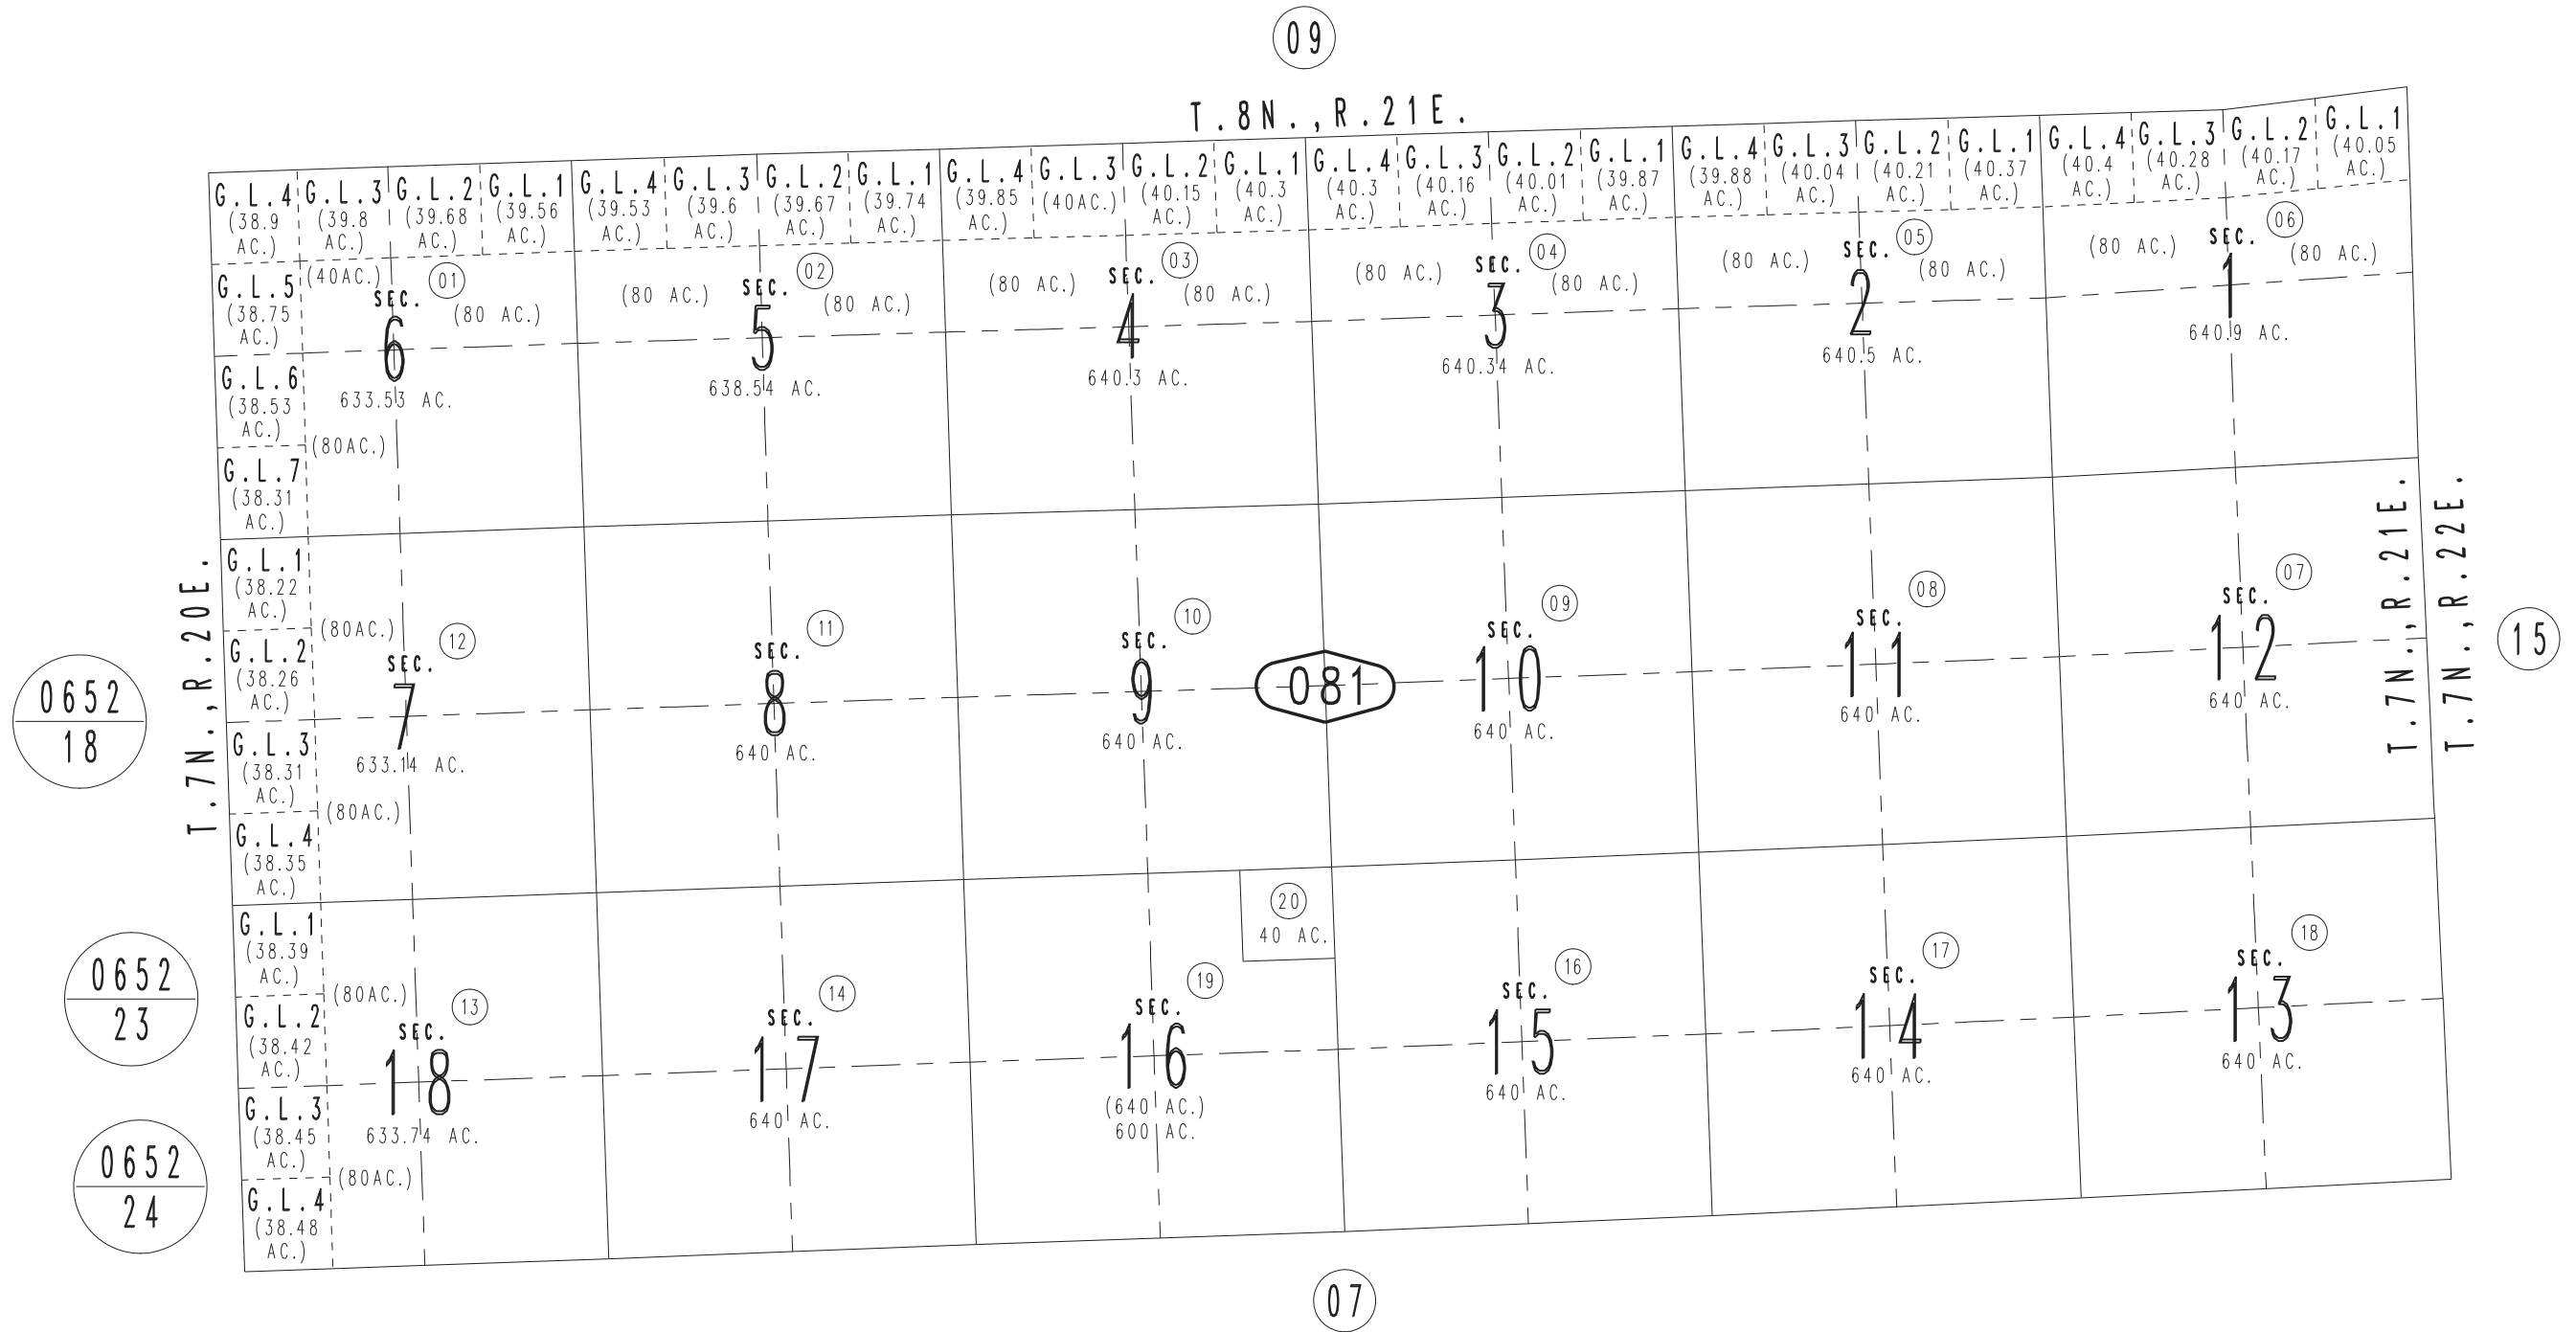 09
T.8N.,R.21E.
G.L.4
(38.9
AC.)
G.L.3
(39.8
AC.)
G.L.2
(39.68
AC.)
G.L.1
(39.56
AC.)
G.L.4
(39.53
AC.)
G.L.3
(39.6
AC.)
G.L.2
(39.67
AC.)
G.L.1
(39.74
AC.)
G.L.4
(39.85
AC.)
G.L.3
(40AC.)
G.L.2
(40.15
AC.)
G.L.1
(40.3
AC.)
G.L.4
(40.3
AC.)
G.L.3
(40.16
AC.)
G.L.2
(40.01
AC.)
G.L.1
(39.87
AC.)
G.L.4
(39.88
AC.)
G.L.3
(40.04
AC.)
G.L.2
(40.21
AC.)
G.L.1
(40.37
AC.)
G.L.4
(40.4
AC.)
G.L.3
(40.28
AC.)
G.L.2
(40.17
AC.)
G.L.1
(40.05
AC.)
G.L.5
(38.75
AC.)
G.L.6
(38.53
AC.)
G.L.7
(38.31
AC.)
(40AC.)
01
SEC.
6
(80 AC.)
633.53 AC.
(80AC.)
(80 AC.)
02
SEC.
5
(80 AC.)
638.54 AC.
(80 AC.)
03
SEC.
4
(80 AC.)
640.3 AC.
(80 AC.)
04
SEC.
3
(80 AC.)
640.34 AC.
(80 AC.)
05
SEC.
2
(80 AC.)
640.5 AC.
(80 AC.)
06
SEC.
1
(80 AC.)
640.9 AC.
T.7N.,R.20E.
T.7N.,R.21E.
T.7N.,R.22E.
0652
18
15
G.L.1
(38.22
AC.)
G.L.2
(38.26
AC.)
G.L.3
(38.31
AC.)
G.L.4
(38.35
AC.)
(80AC.)
12
SEC.
7
633.14 AC.
(80AC.)
11
SEC.
8
640 AC.
10
SEC.
9
640 AC.
081
09
SEC.
10
640 AC.
08
SEC.
11
640 AC.
07
SEC.
12
640 AC.
0652
23
0652
24
G.L.1
(38.39
AC.)
G.L.2
(38.42
AC.)
G.L.3
(38.45
AC.)
G.L.4
(38.48
AC.)
(80AC.)
13
SEC.
18
633.74 AC.
(80AC.)
14
SEC.
17
640 AC.
20
40 AC.
19
SEC.
16
(640 AC.)
600 AC.
16
SEC.
15
640 AC.
17
SEC.
14
640 AC.
18
SEC.
13
640 AC.
07